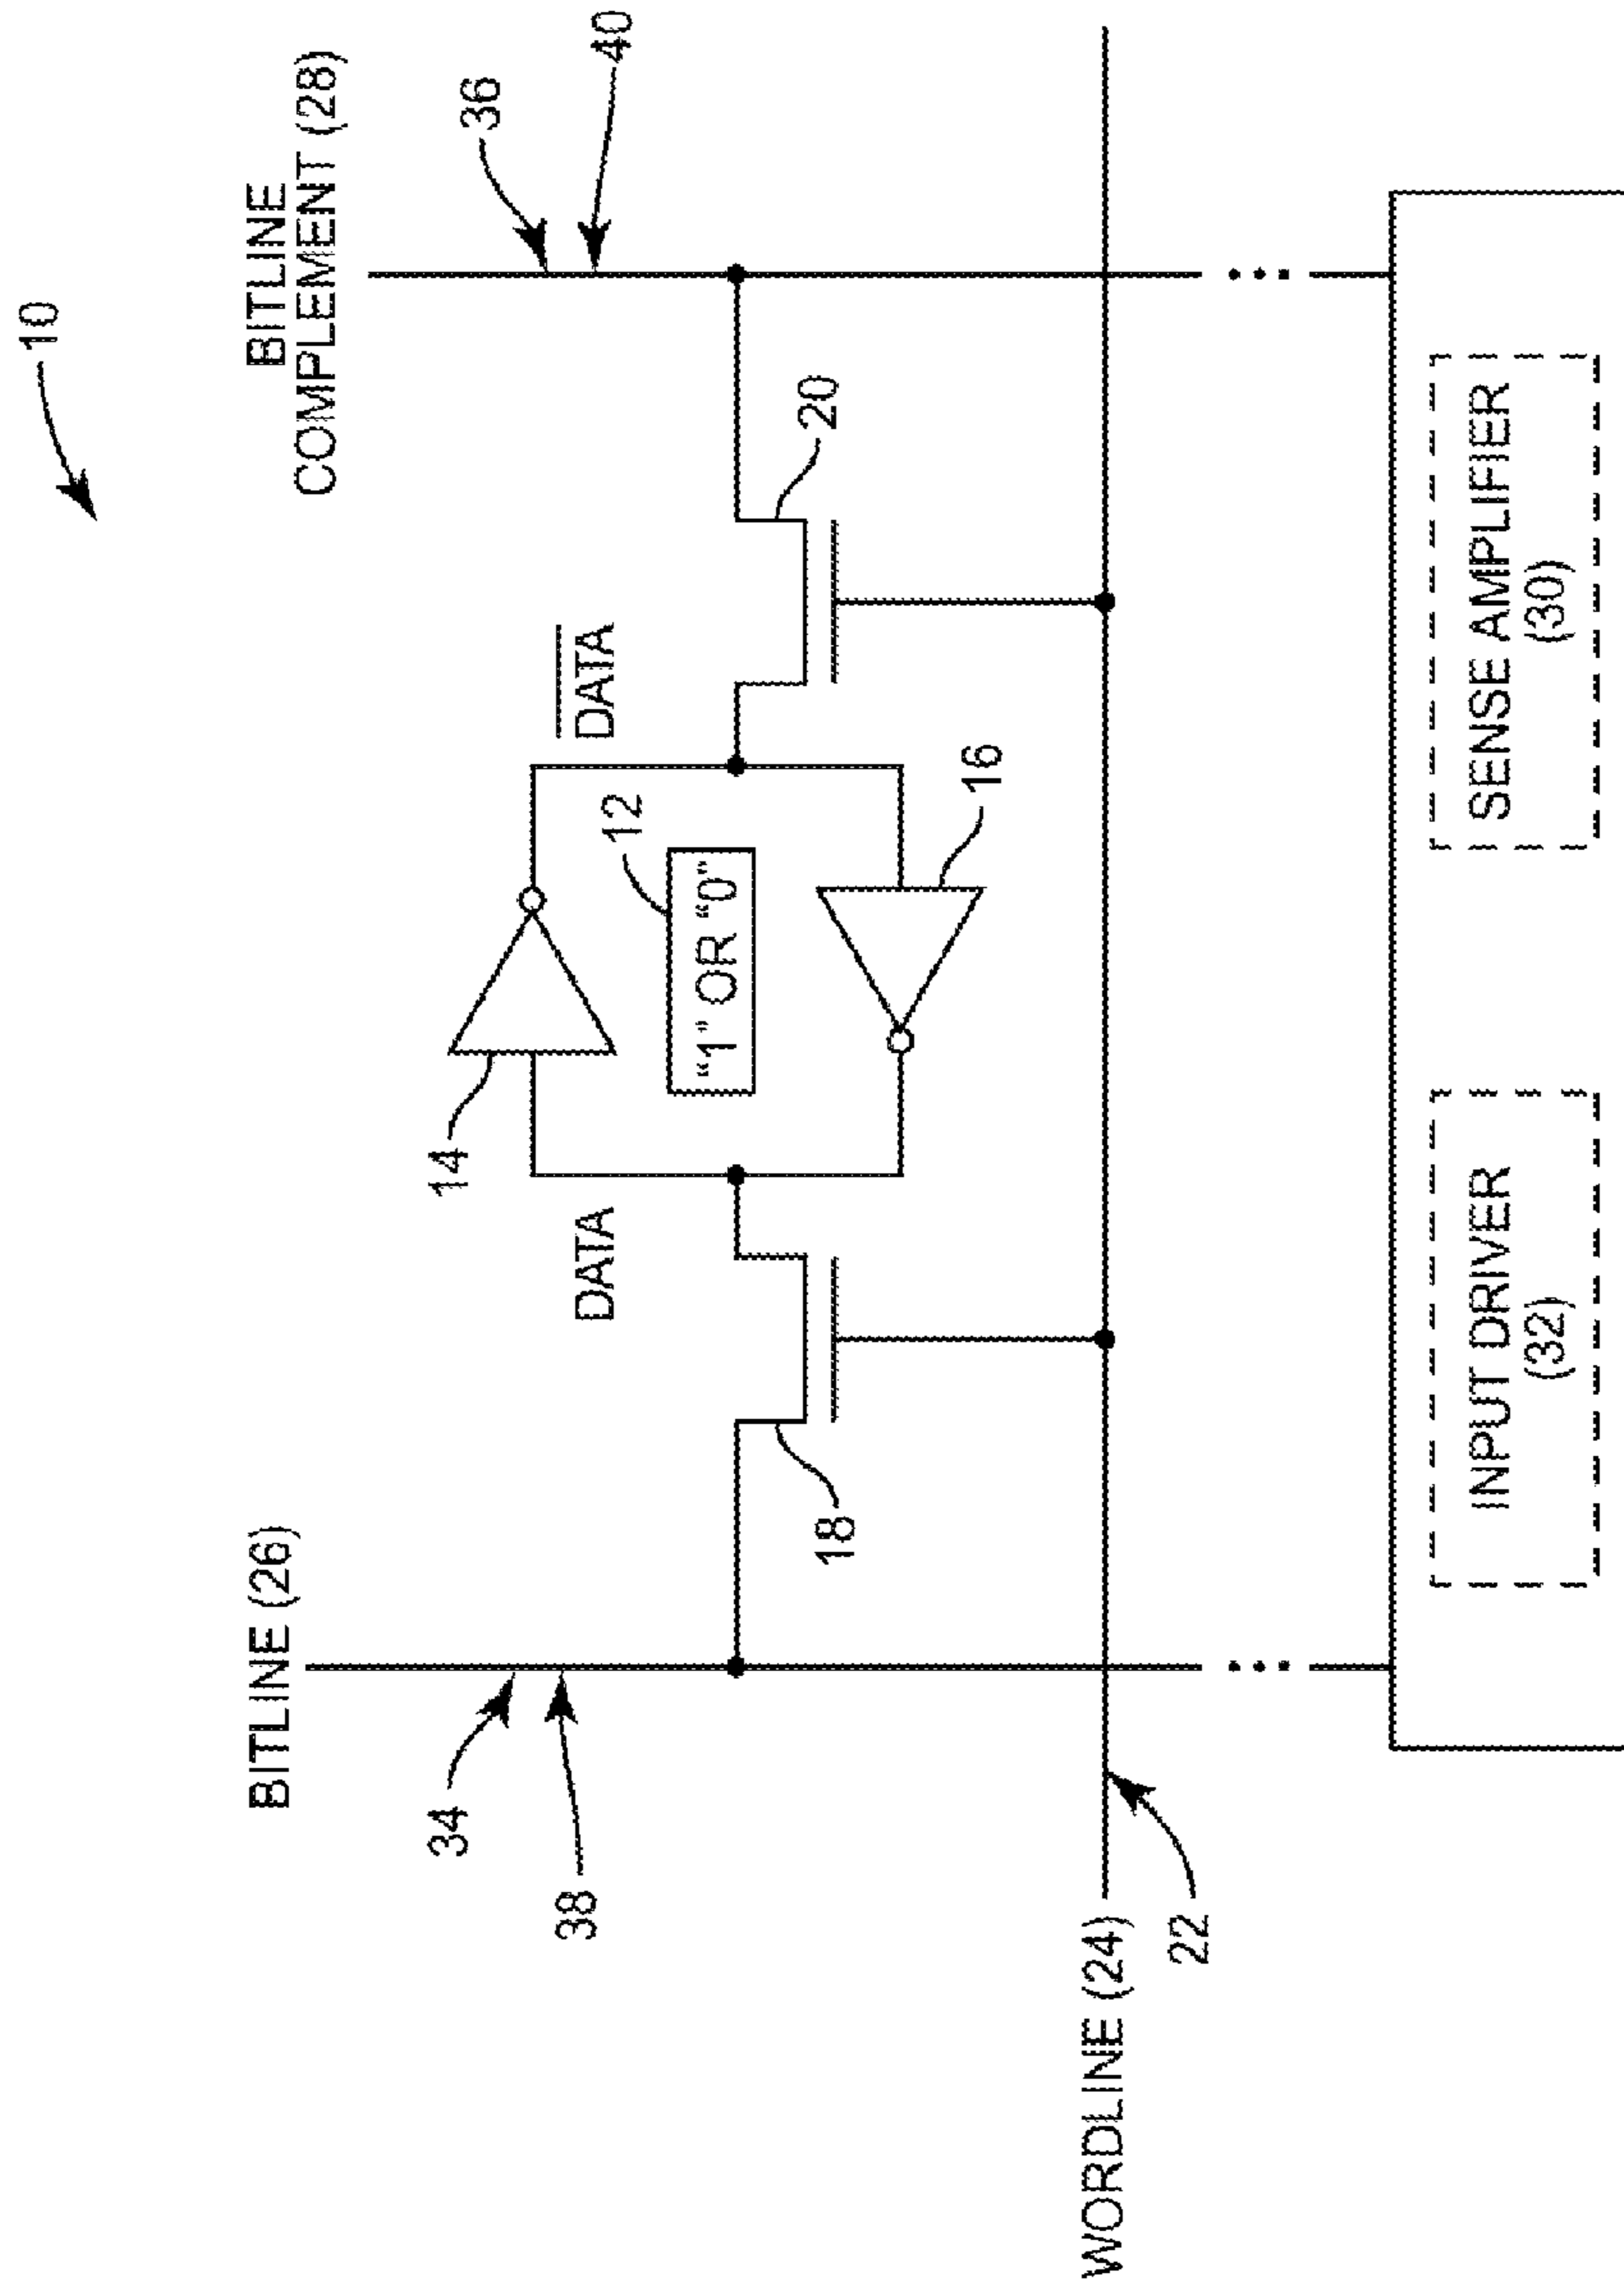 10
BITLINE (26)
BITLINE
COMPLEMENT (28)
34
38
36
40
14
12
DATA
DATA
"1" OR "0"
18
20
16
WORDLINE (24)
22
INPUT DRIVER
(32)
SENSE AMPLIFIER
(30)